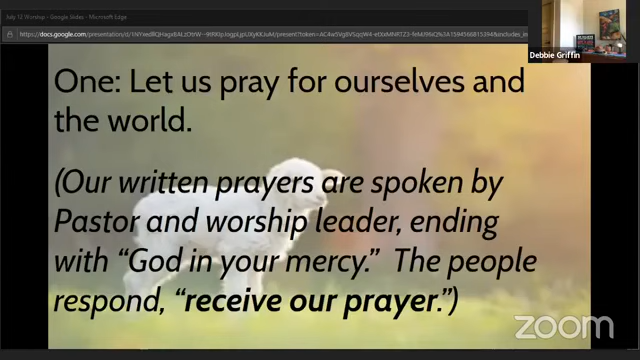 July 12 Worship - Google Slides - Microsoft Edge
Debbie Griffin
One: Let us pray for ourselves and
the world.
(Our written prayers are spoken by
Pastor and worship leader, ending
with “God in your mercy.” The people
respond, “receive our prayer.”)
zoom